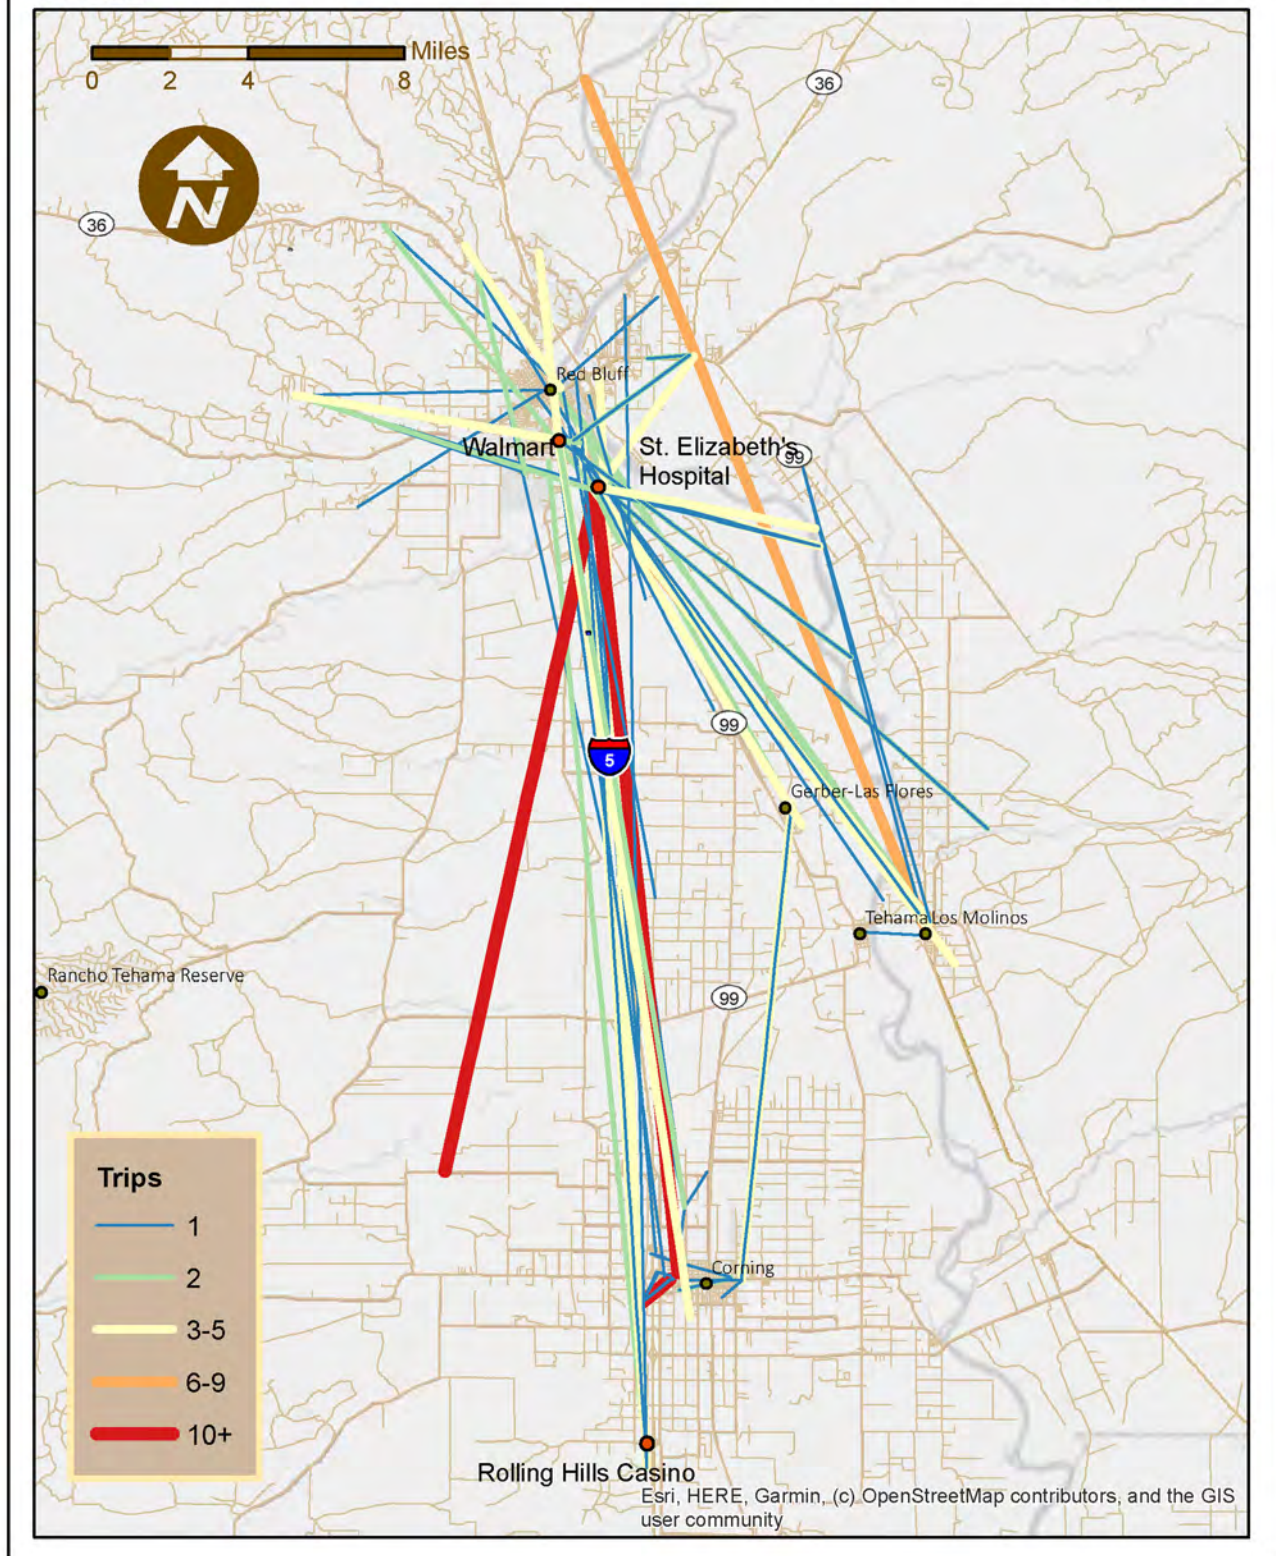 Miles
0 2 4 8
36
N
36
Red Bluff
Walmart
St. Elizabeth's
Hospital
99
99
5
Gerber-Las Flores
Tehama Los Molinos
Rancho Tehama Reserve
99
Trips
1
2
3-5
6-9
10+
Corning
Rolling Hills Casino
Esri, HERE, Garmin, (c) OpenStreetMap contributors, and the GIS
user community